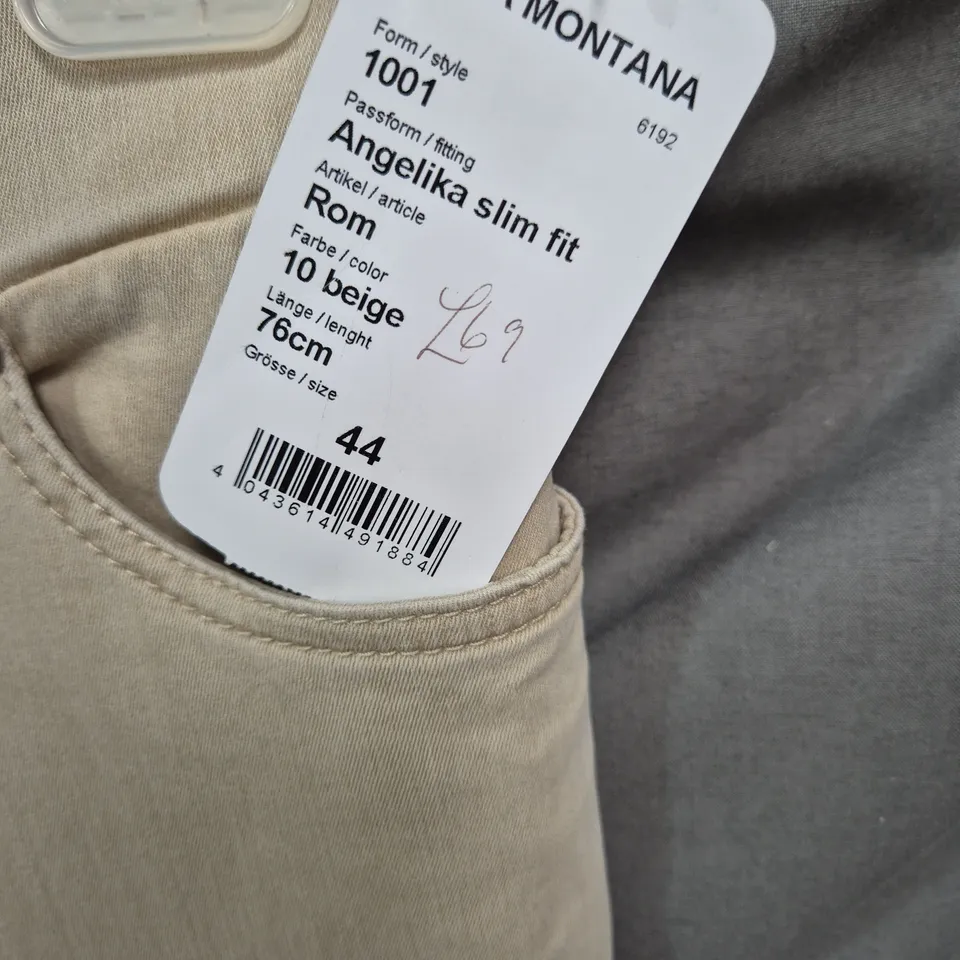 MONTANA
6192
Form / style
1001
Passform / fitting
Angelika slim fit
Artikel / article
Rom
Farbe / color
10 beige
Länge / lenght
76cm
L69
Grösse / size
44
4 043614 491884